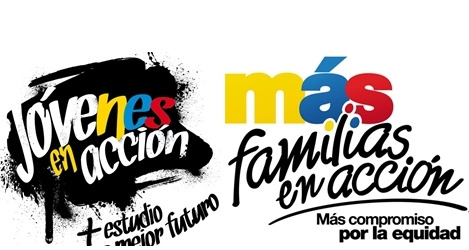 Jóvenes
en acción
+ estudio
mejor futuro
más
familias
en acción
Más compromiso
por la equidad